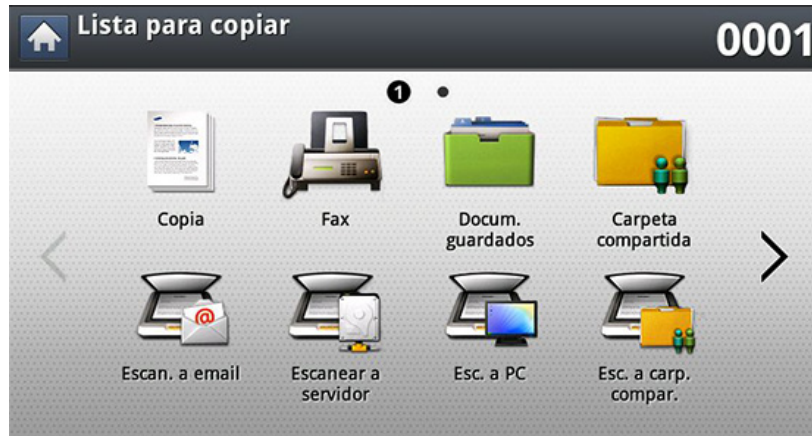 Lista para copiar
0001
1
Copia
Fax
Docum.
guardados
Carpeta
compartida
@
Escan. a email
Escanear a
servidor
Esc. a PC
Esc. a carp.
compar.